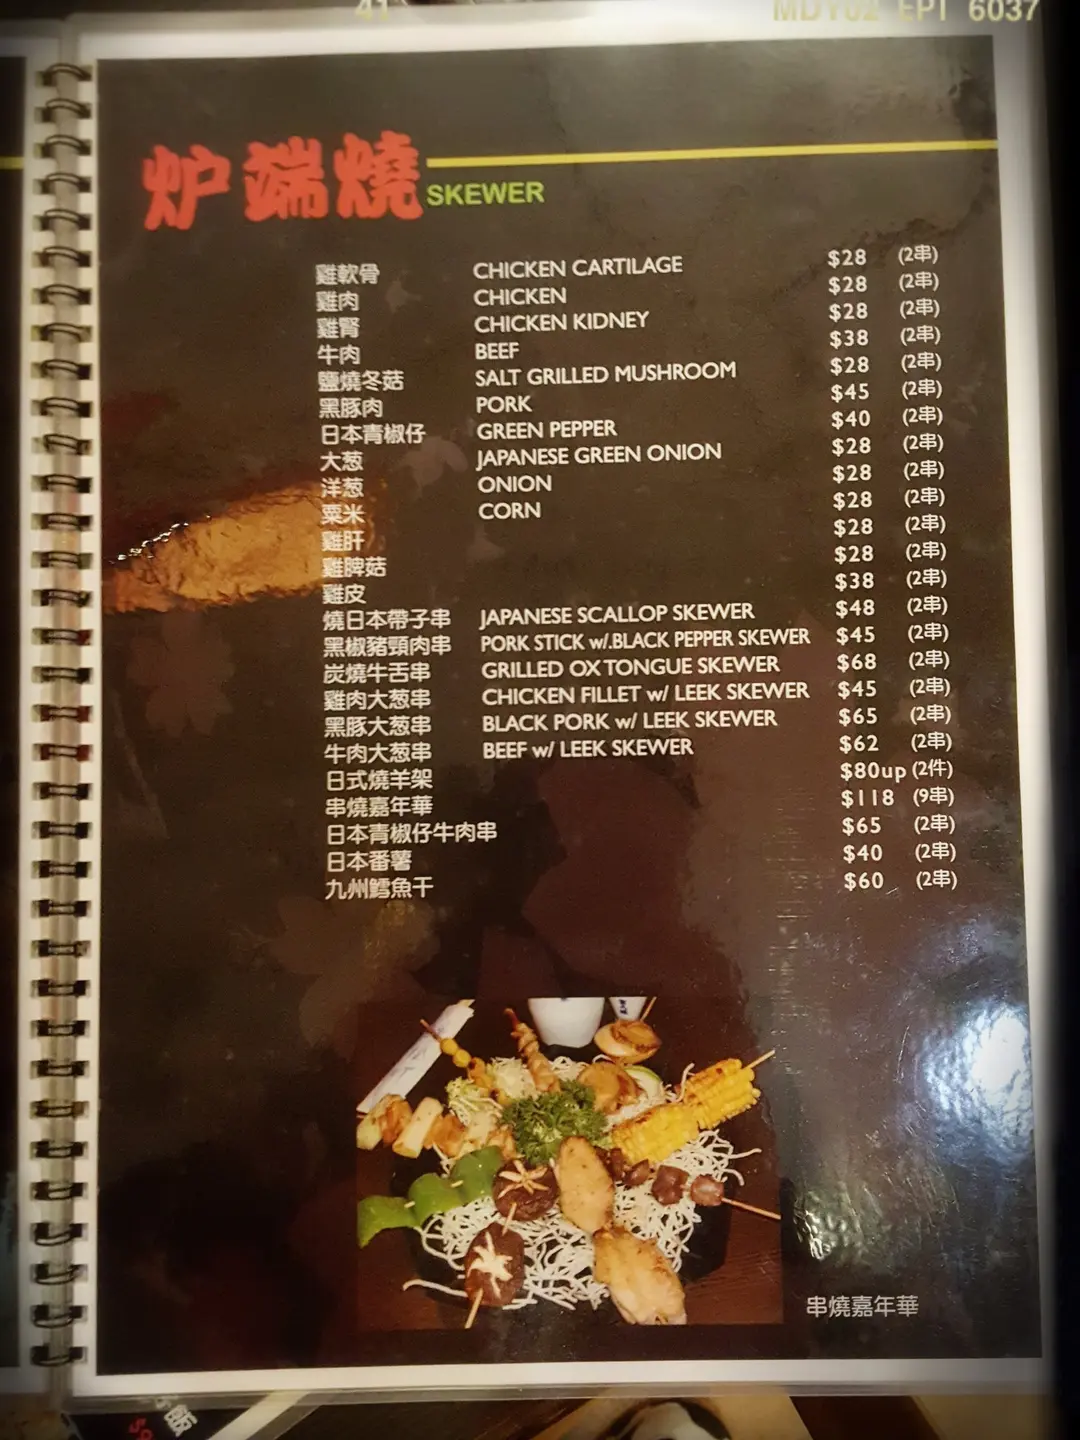 41
MDY02 EPI 6037
炉端燒 SKEWER
雞軟骨 CHICKEN CARTILAGE $28 (2串)
雞肉 CHICKEN $28 (2串)
雞腎 CHICKEN KIDNEY $28 (2串)
牛肉 BEEF $38 (2串)
鹽燒冬菇 SALT GRILLED MUSHROOM $28 (2串)
黑豚肉 PORK $45 (2串)
日本青椒仔 GREEN PEPPER $40 (2串)
大葱 JAPANESE GREEN ONION $28 (2串)
洋葱 ONION $28 (2串)
粟米 CORN $28 (2串)
雞肝 $28 (2串)
雞脾菇 $28 (2串)
雞皮 $38 (2串)
燒日本帶子串 JAPANESE SCALLOP SKEWER $48 (2串)
黑椒豬頸肉串 PORK STICK w/.BLACK PEPPER SKEWER $45 (2串)
炭燒牛舌串 GRILLED OX TONGUE SKEWER $68 (2串)
雞肉大葱串 CHICKEN FILLET w/ LEEK SKEWER $45 (2串)
黑豚大葱串 BLACK PORK w/ LEEK SKEWER $65 (2串)
牛肉大葱串 BEEF w/ LEEK SKEWER $62 (2串)
日式燒羊架 $80up (2件)
串燒嘉年華 $118 (9串)
日本青椒仔牛肉串 $65 (2串)
日本番薯 $40 (2串)
九州鱈魚干 $60 (2串)
串燒嘉年華
飯